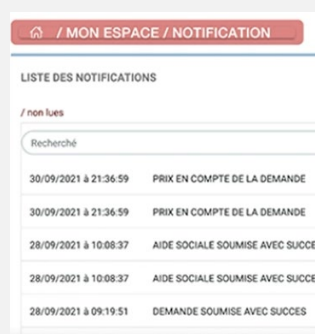 / MON ESPACE / NOTIFICATION
LISTE DES NOTIFICATIONS
/ non lues
Recherché
30/09/2021 à 21:36:59 PRIX EN COMPTE DE LA DEMANDE
30/09/2021 à 21:36:59 PRIX EN COMPTE DE LA DEMANDE
28/09/2021 à 10:08:37 AIDE SOCIALE SOUMISE AVEC SUCCE
28/09/2021 à 10:08:37 AIDE SOCIALE SOUMISE AVEC SUCCE
28/09/2021 à 09:19:51 DEMANDE SOUMISE AVEC SUCCES